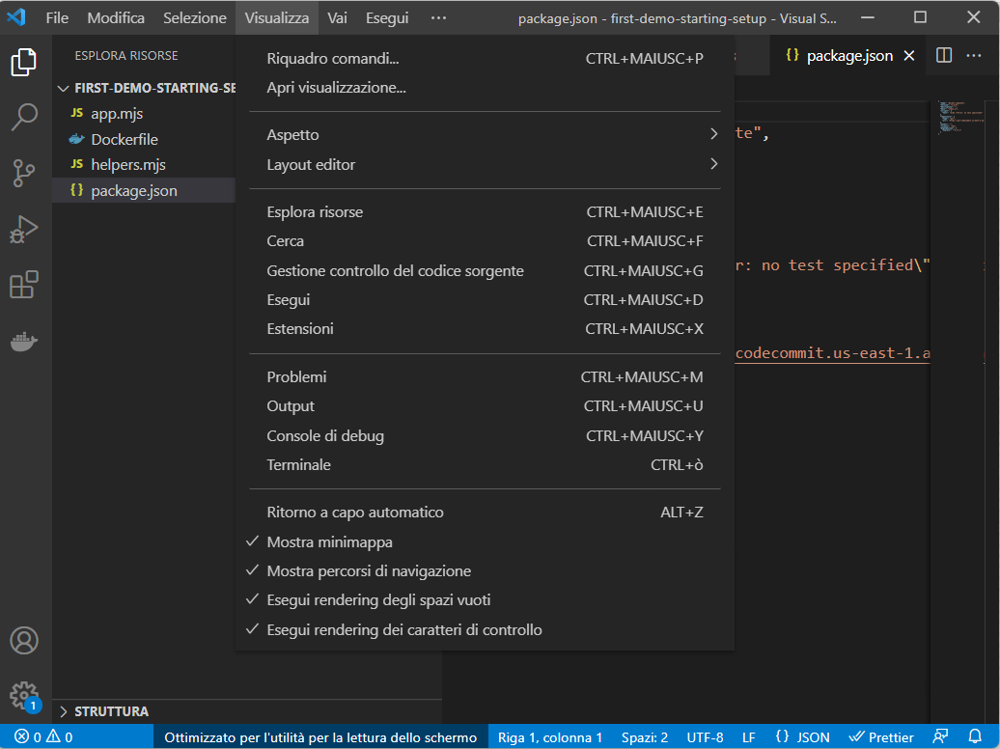 File Modifica Selezione Visualizza Vai Esegui ··· package.json - first-demo-starting-setup - Visual S...
ESPLORA RISORSE
FIRST-DEMO-STARTING-SE
JS app.mjs
Dockerfile
JS helpers.mjs
{} package.json
Riquadro comandi... CTRL+MAIUSC+P
Apri visualizzazione...
Aspetto
Layout editor
Esplora risorse CTRL+MAIUSC+E
Cerca CTRL+MAIUSC+F
Gestione controllo del codice sorgente CTRL+MAIUSC+G
Esegui CTRL+MAIUSC+D
Estensioni CTRL+MAIUSC+X
Problemi CTRL+MAIUSC+M
Output CTRL+MAIUSC+U
Console di debug CTRL+MAIUSC+Y
Terminale CTRL+ò
Ritorno a capo automatico ALT+Z
Mostra minimappa
Mostra percorsi di navigazione
Esegui rendering degli spazi vuoti
Esegui rendering dei caratteri di controllo
{} package.json
te",
r: no test specified\"
codecommit.us-east-1.a
STRUTTURA
1
0 0 Ottimizzato per l'utilità per la lettura dello schermo Riga 1, colonna 1 Spazi: 2 UTF-8 LF {} JSON Prettier